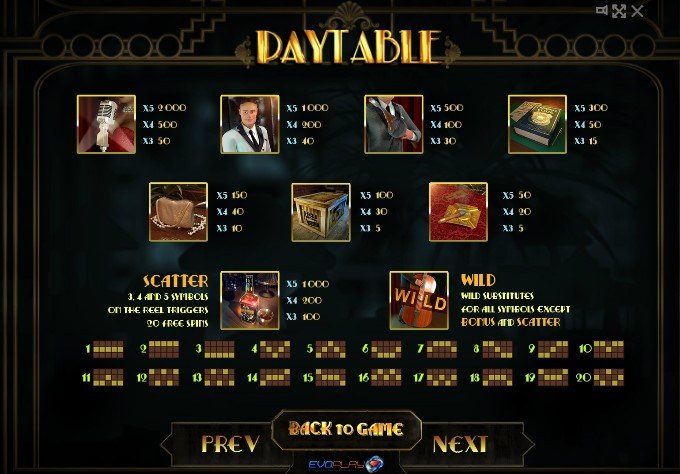 PAYTABLE
X5 2000
X4 500
X3 50
X5 1000
X4 200
X3 40
X5 500
X4 100
X3 30
X5 300
X4 50
X3 15
X5 150
X4 40
X3 10
X5 100
X4 30
X3 5
X5 50
X4 20
X3 5
SCATTER
3, 4 AND 5 SYMBOLS
ON THE REEL TRIGGERS
20 FREE SPINS
X5 1000
X4 200
X3 100
WILD
WILD
WILD SUBSTITUTES
FOR ALL SYMBOLS EXCEPT
BONUS AND SCATTER
1 2 3 4 5 6 7 8 9 10
11 12 13 14 15 16 17 18 19 20
PREV
BACK TO GAME
NEXT
EVOPLAY